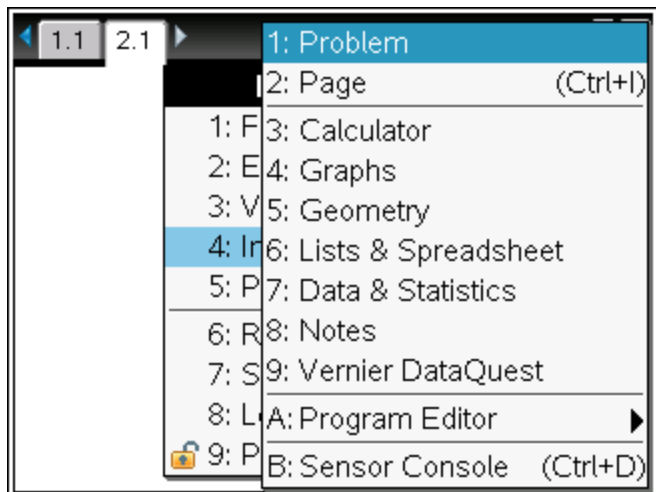 1.1 2.1
1: Problem
2: Page (Ctrl+I)
3: Calculator
4: Graphs
5: Geometry
6: Lists & Spreadsheet
7: Data & Statistics
8: Notes
9: Vernier DataQuest
A: Program Editor
B: Sensor Console (Ctrl+D)
1: F
2: E
3: V
4: In
5: P
6: R
7: S
8: L
9: P